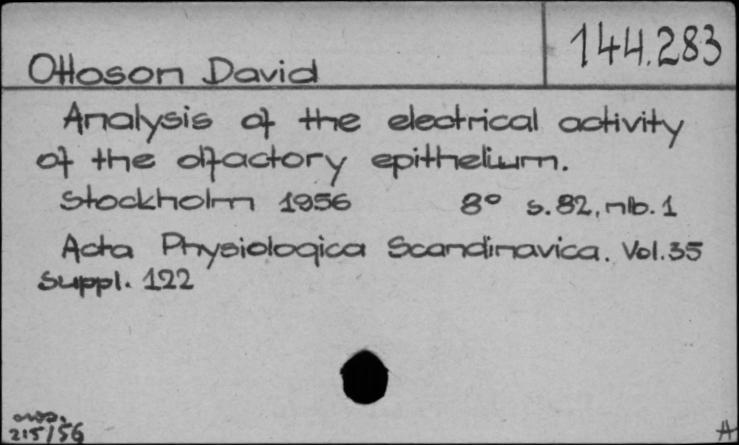 144.283
Ottoson David
Analysis of the electrical activity
of the olfactory epithelium.
Stockholm 1956 8° s. 82, nlb. 1
Acta Physiologica Scandinavica. Vol. 35
Suppl. 122
215/56
A